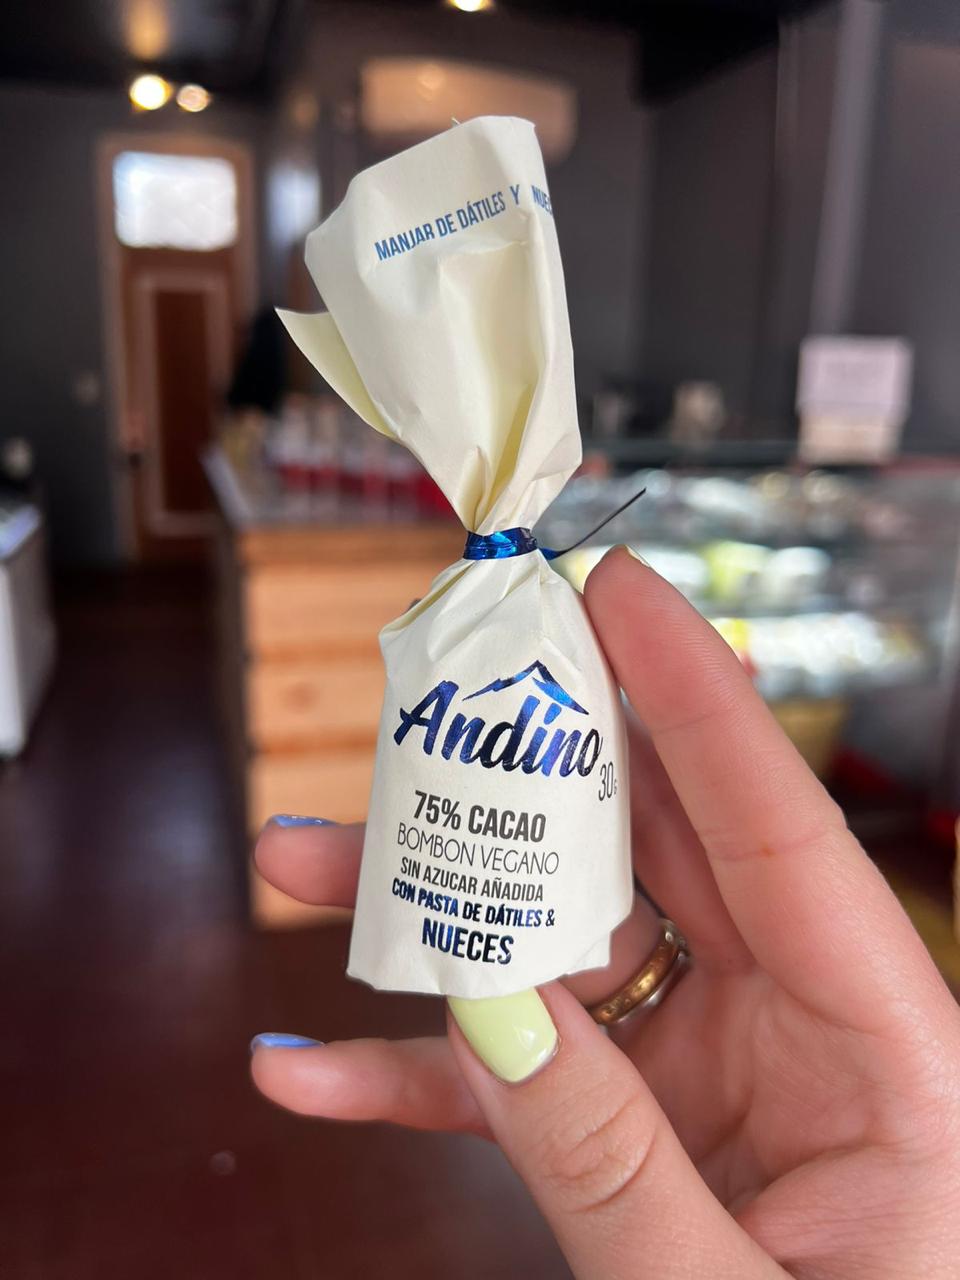 MANJAR DE DÁTILES Y
Andino
30g
75% CACAO
BOMBON VEGANO
SIN AZUCAR AÑADIDA
CON PASTA DE DÁTILES &
NUECES